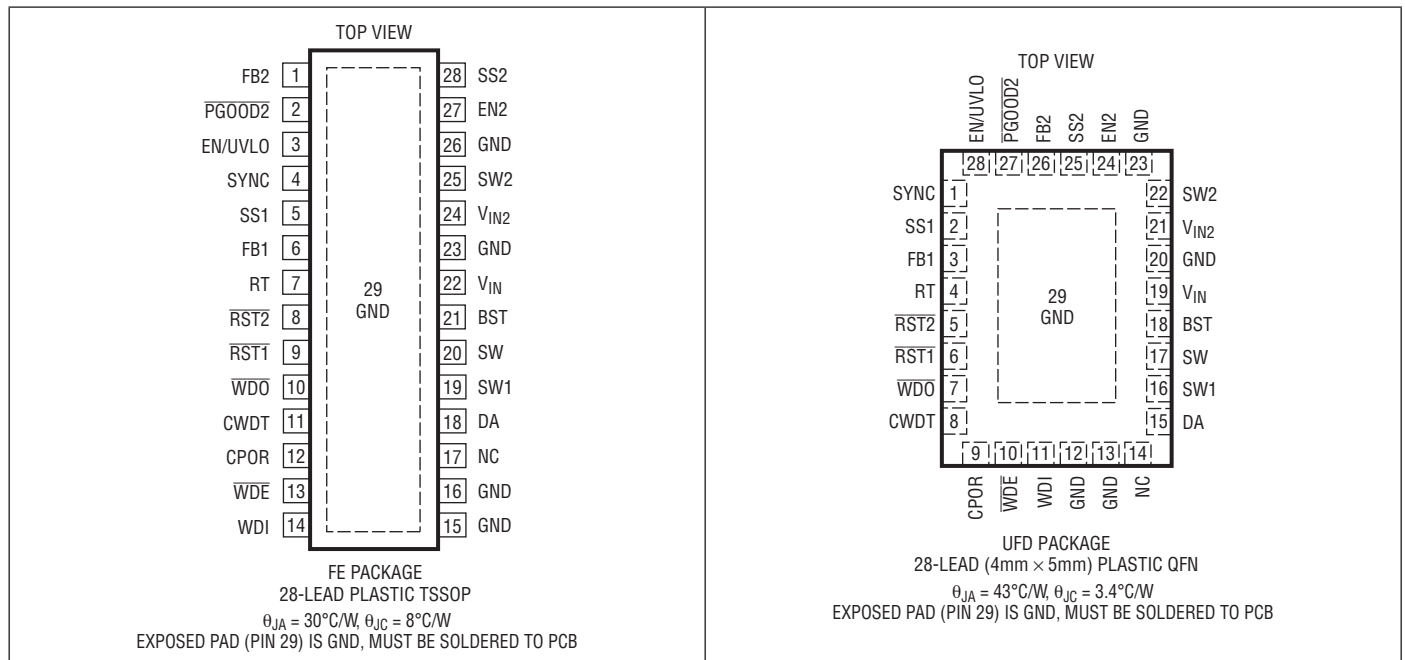 TOP VIEW
FB2 1
PGOOD2 2
EN/UVLO 3
SYNC 4
SS1 5
FB1 6
RT 7
RST2 8
RST1 9
WDO 10
CWDT 11
CPOR 12
WDE 13
WDI 14
29
GND
28 SS2
27 EN2
26 GND
25 SW2
24 VIN2
23 GND
22 VIN
21 BST
20 SW
19 SW1
18 DA
17 NC
16 GND
15 GND
FE PACKAGE
28-LEAD PLASTIC TSSOP
θJA = 30°C/W, θJC = 8°C/W
EXPOSED PAD (PIN 29) IS GND, MUST BE SOLDERED TO PCB
TOP VIEW
EN/UVLO
PGOOD2
FB2
SS2
EN2
GND
28 27 26 25 24 23
SYNC 1
SS1 2
FB1 3
RT 4
RST2 5
RST1 6
WDO 7
CWDT 8
29
GND
22 SW2
21 VIN2
20 GND
19 VIN
18 BST
17 SW
16 SW1
15 DA
9 10 11 12 13 14
CPOR
WDE
WDI
GND
GND
NC
UFD PACKAGE
28-LEAD (4mm × 5mm) PLASTIC QFN
θJA = 43°C/W, θJC = 3.4°C/W
EXPOSED PAD (PIN 29) IS GND, MUST BE SOLDERED TO PCB